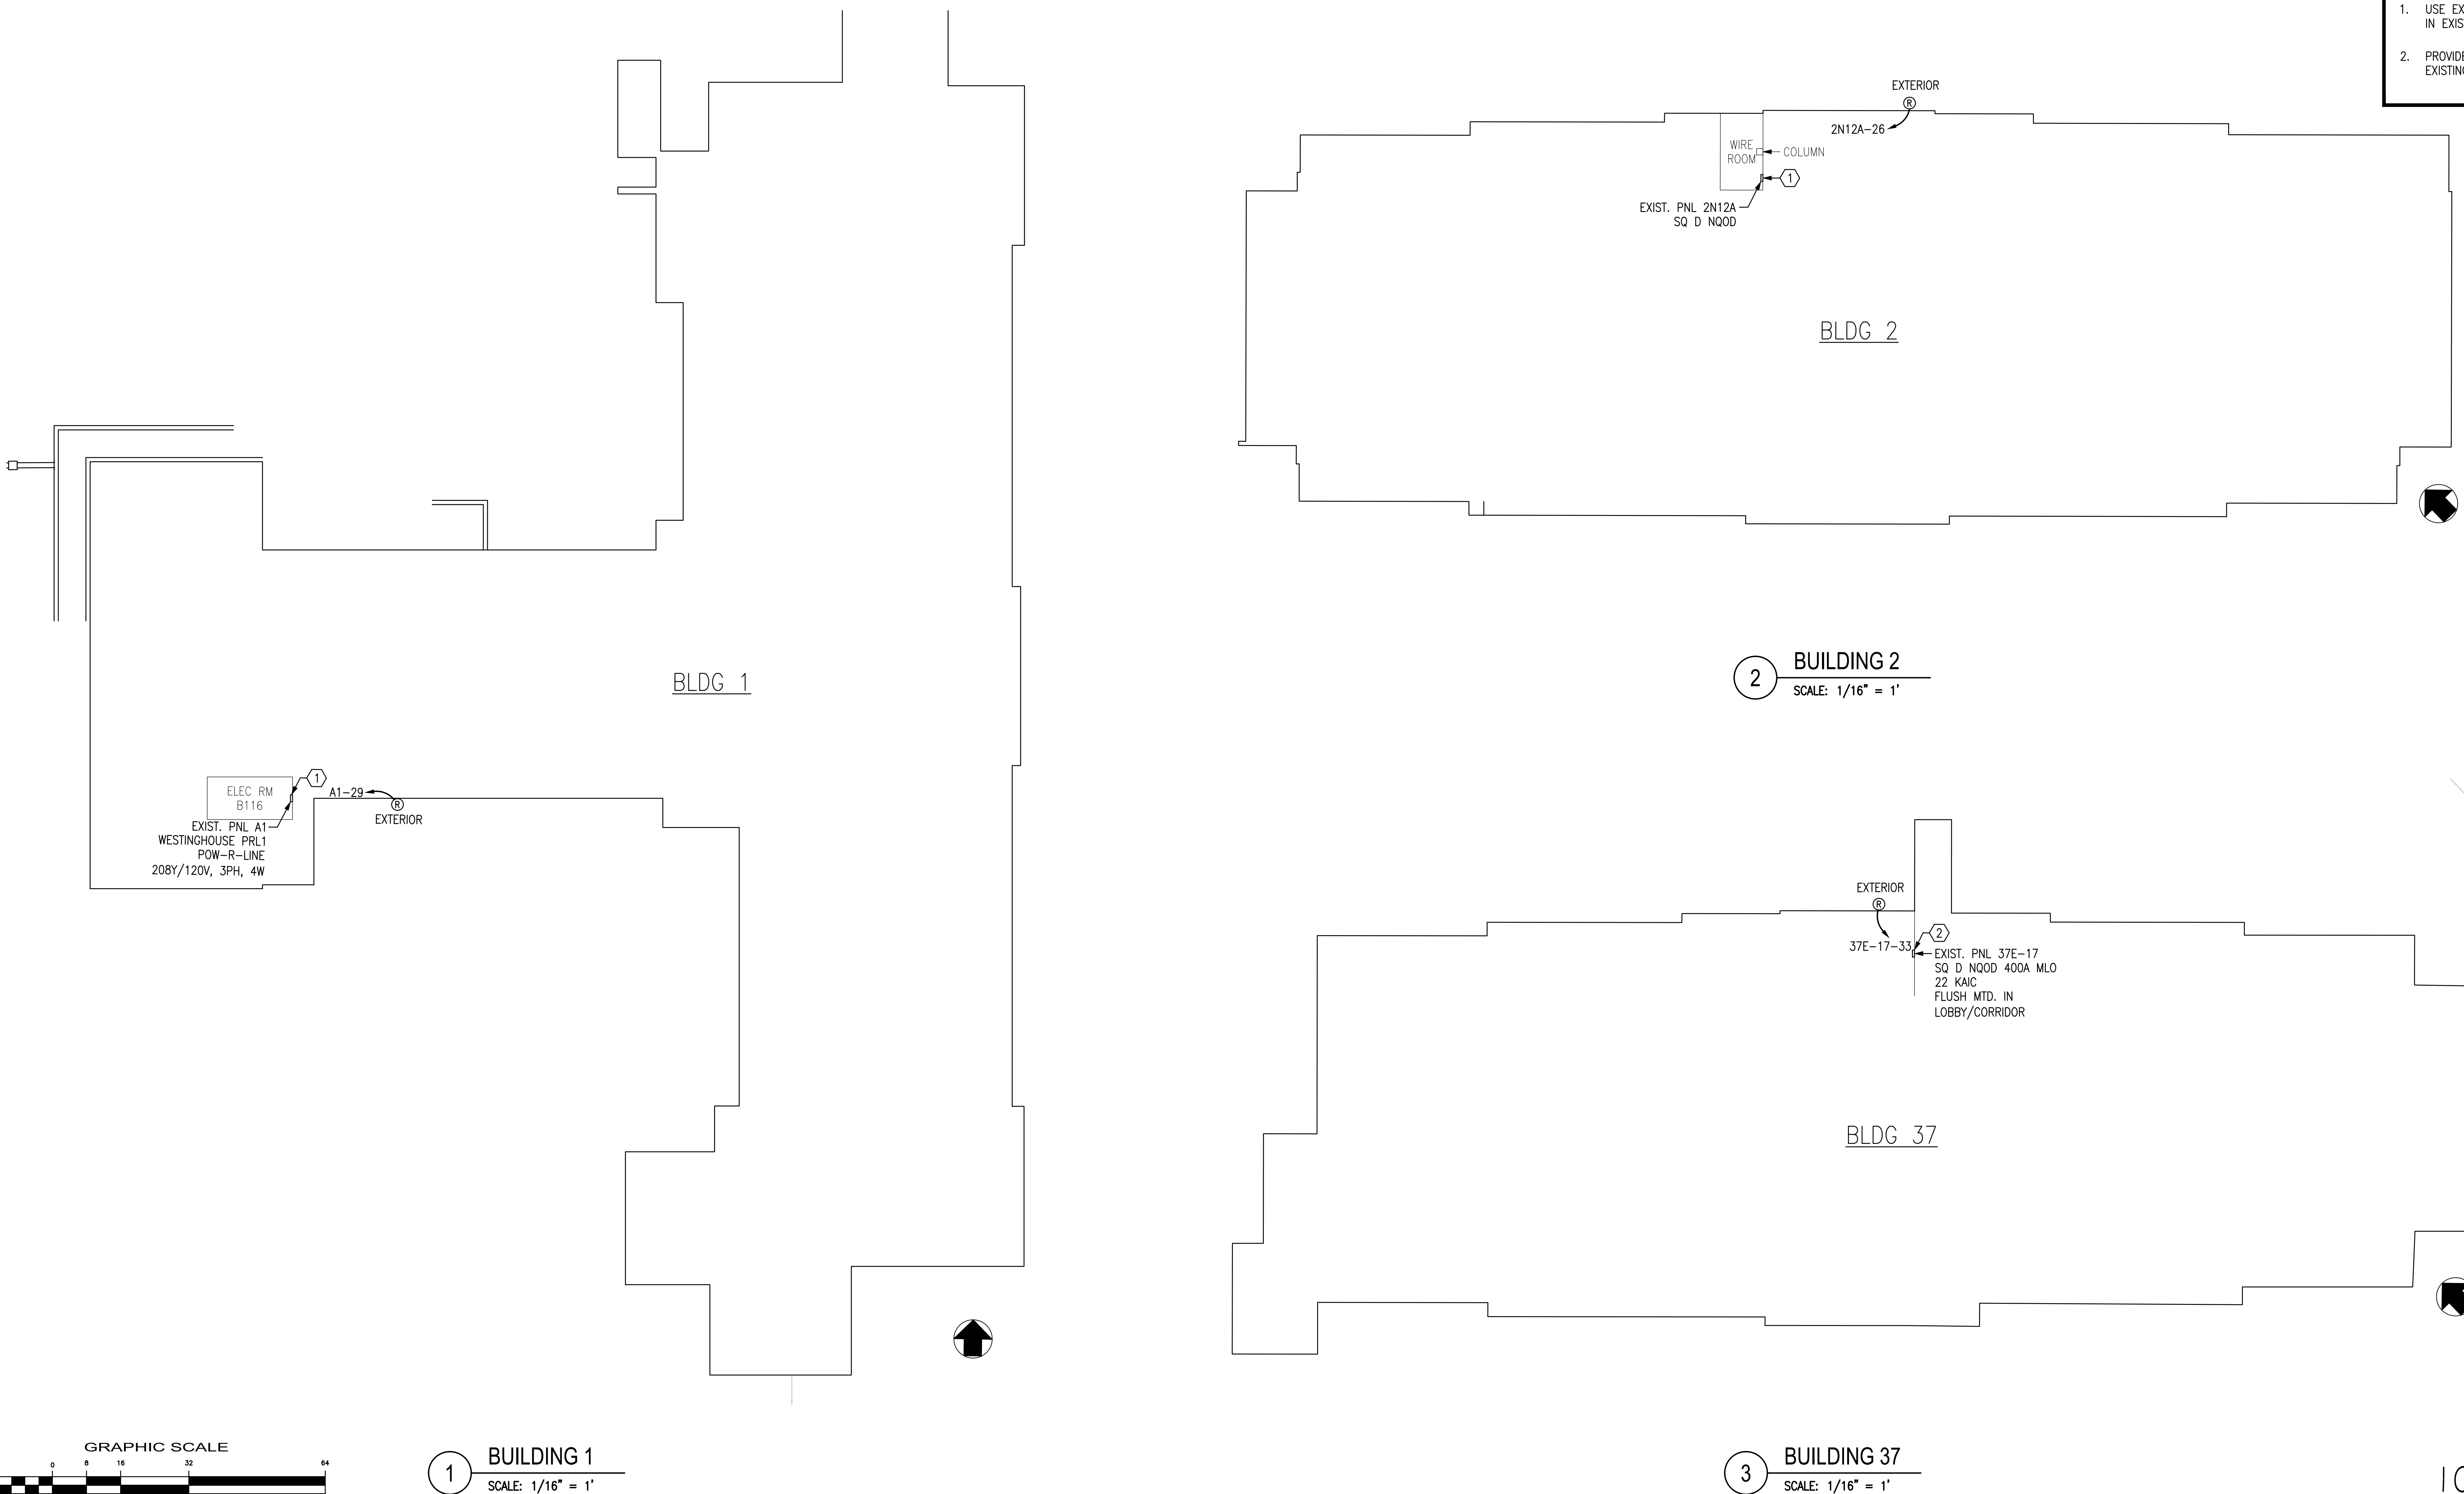 1. USE EX
IN EXIS
2. PROVIDE
EXISTING
EXTERIOR
R
2N12A-26
WIRE
ROOM
COLUMN
1
EXIST. PNL 2N12A
SQ D NQOD
BLDG 2
2
BUILDING 2
SCALE: 1/16" = 1'
BLDG 1
ELEC RM
B116
1
A1-29
R
EXTERIOR
EXIST. PNL A1
WESTINGHOUSE PRL1
POW-R-LINE
208Y/120V, 3PH, 4W
EXTERIOR
R
37E-17-33
2
EXIST. PNL 37E-17
SQ D NQOD 400A MLO
22 KAIC
FLUSH MTD. IN
LOBBY/CORRIDOR
BLDG 37
GRAPHIC SCALE
0 8 16 32 64
1
BUILDING 1
SCALE: 1/16" = 1'
3
BUILDING 37
SCALE: 1/16" = 1'